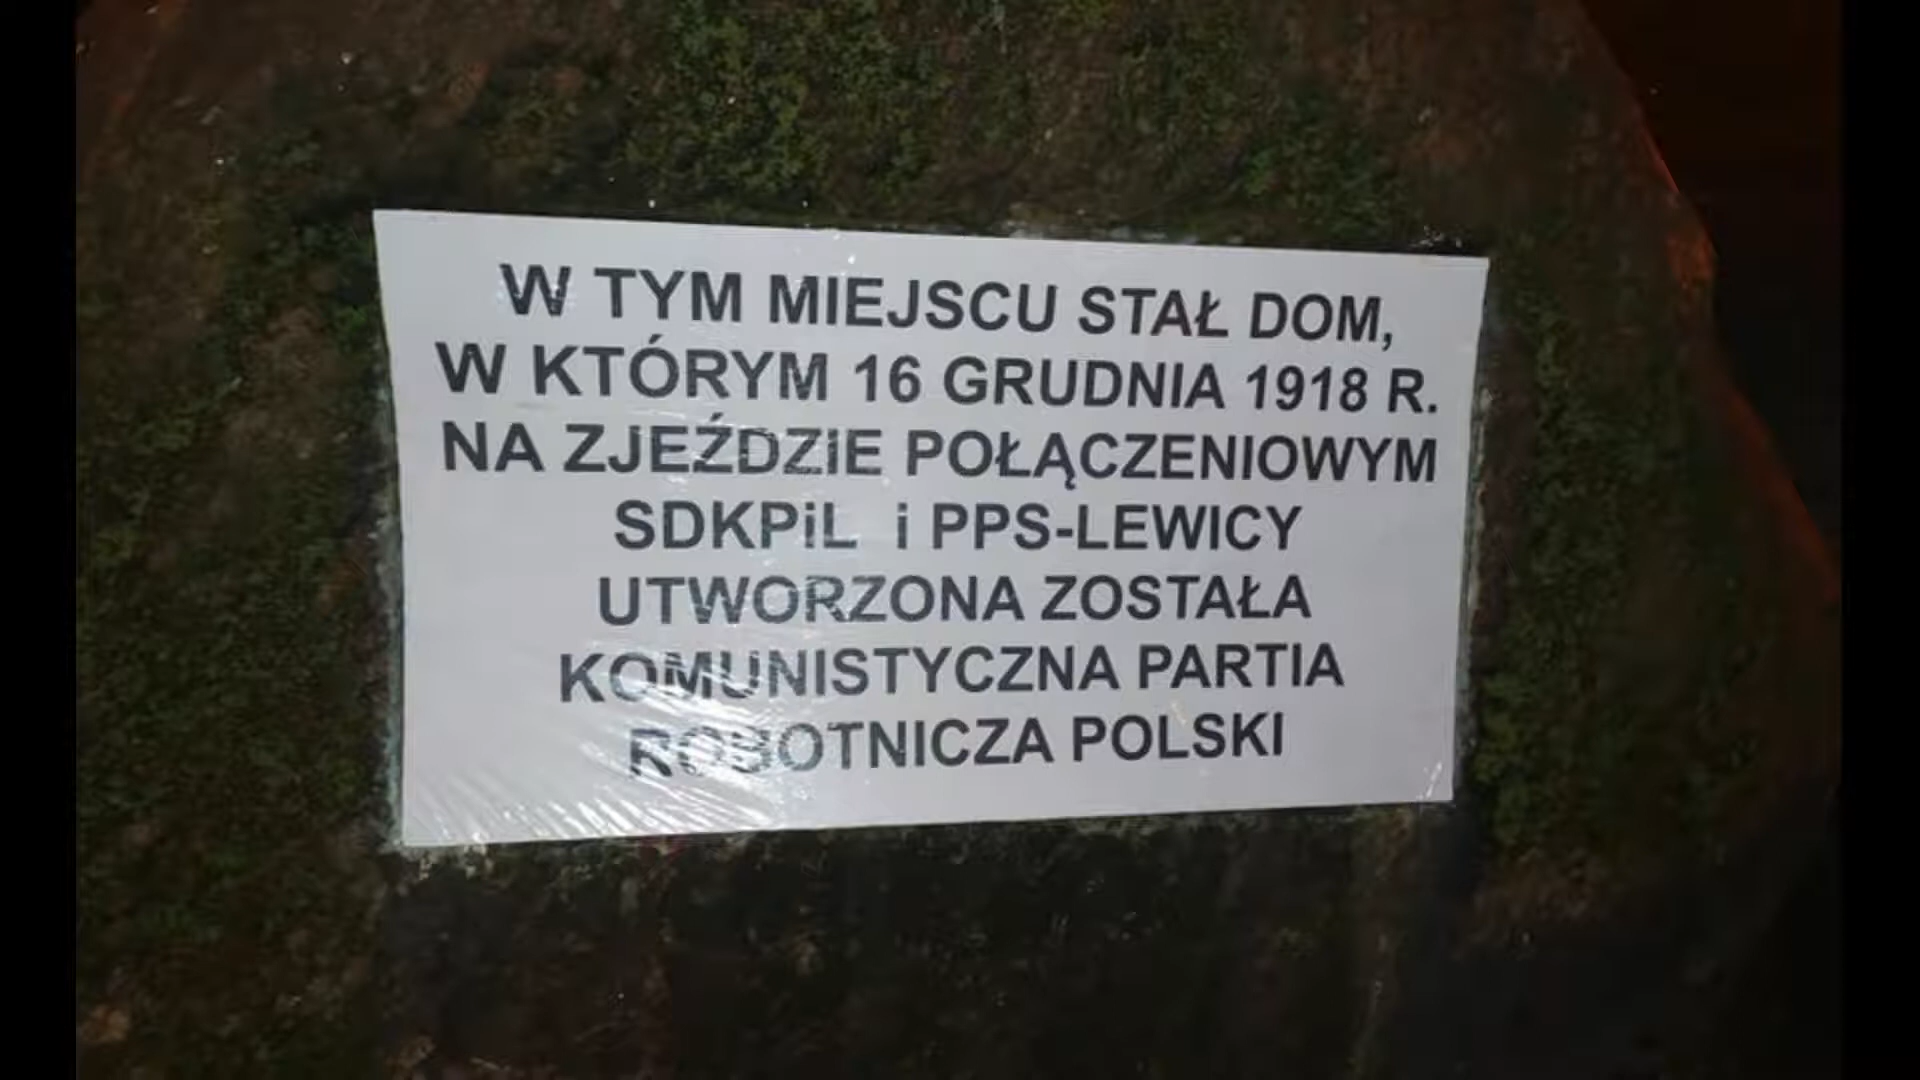 W TYM MIEJSCU STAŁ DOM,
W KTÓRYM 16 GRUDNIA 1918 R.
NA ZJEŹDZIE POŁĄCZENIOWYM
SDKPiL i PPS-LEWICY
UTWORZONA ZOSTAŁA
KOMUNISTYCZNA PARTIA
ROBOTNICZA POLSKI